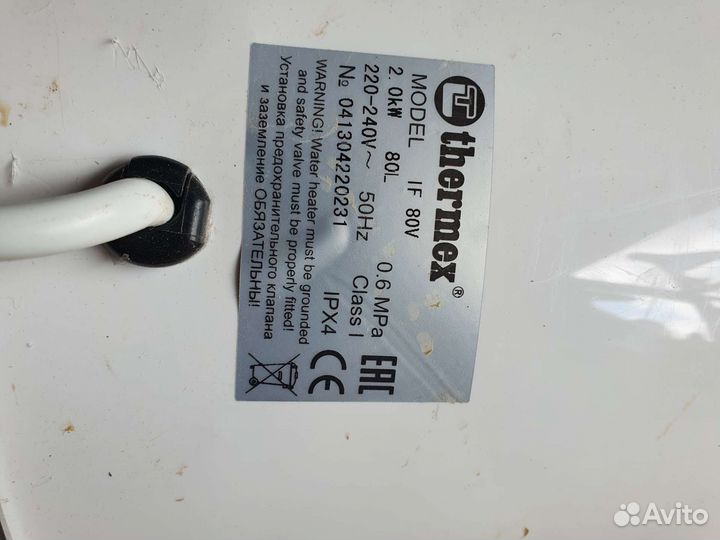 thermex®
MODEL IF 80V
2.0kW 80L 0.6 MPa
220-240V~ 50Hz Class I
№ 041304220231 IPX4
WARNING! Water heater must be grounded
and safety valve must be properly fitted!
Установка предохранительного клапана
и заземление ОБЯЗАТЕЛЬНЫ!
EAC
CE
Avito